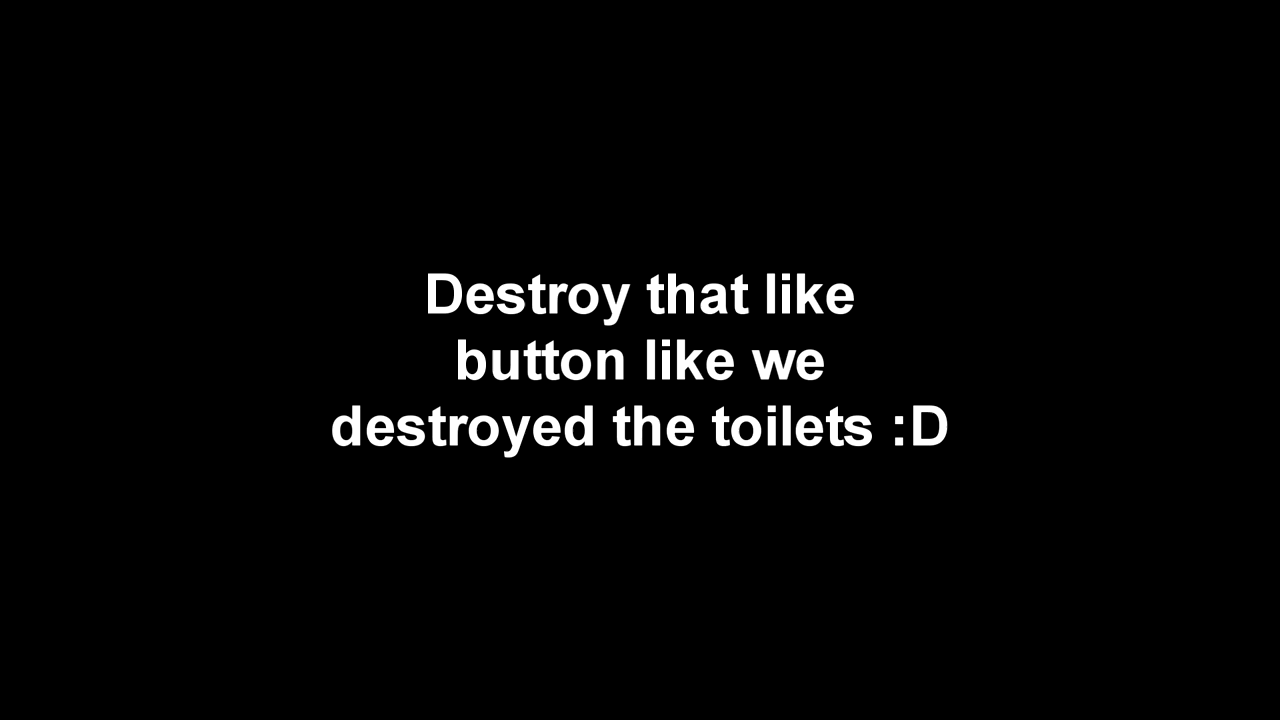 Destroy that like
button like we
destroyed the toilets :D